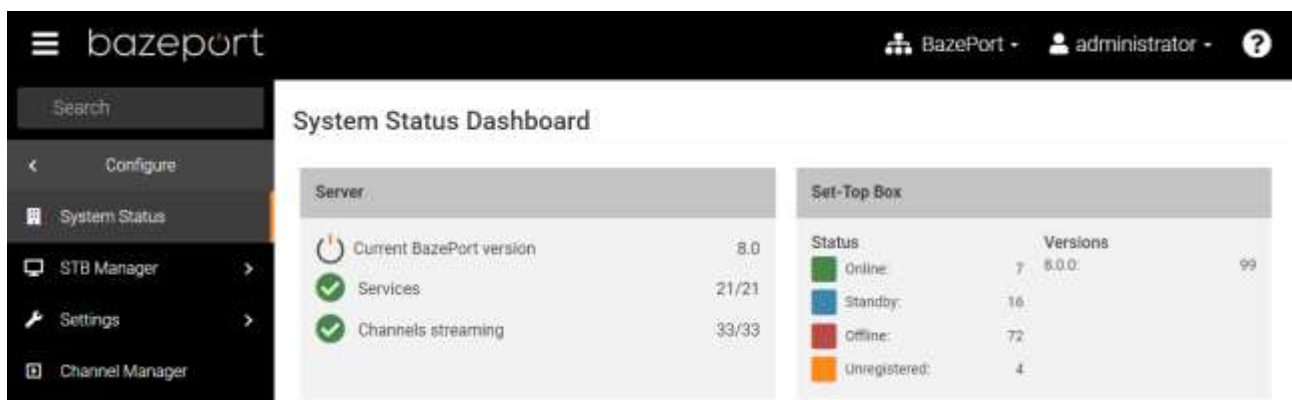 bazeport
BazePort
administrator
?
Search
Configure
System Status
STB Manager
Settings
Channel Manager
System Status Dashboard
Server
Current BazePort version 8.0
Services 21/21
Channels streaming 33/33
Set-Top Box
Status Versions
Online: 7 8.0.0: 99
Standby: 16
Offline: 72
Unregistered: 4